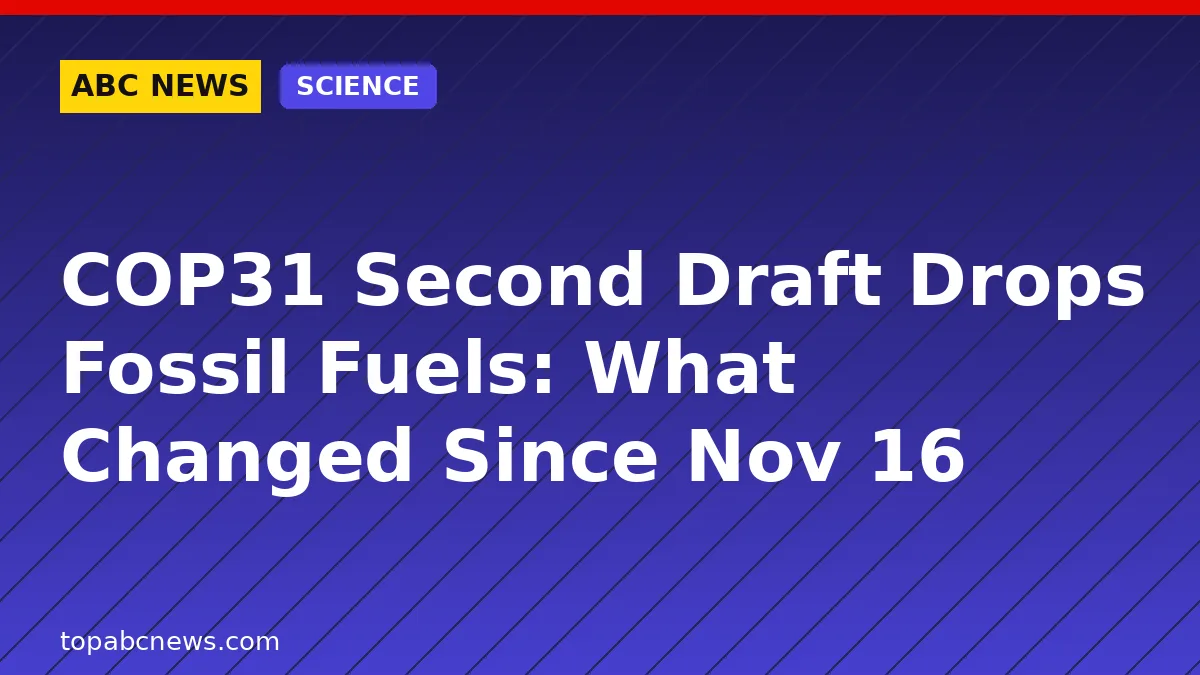 ABC NEWS
SCIENCE
COP31 Second Draft Drops
Fossil Fuels: What
Changed Since Nov 16
topabcnews.com